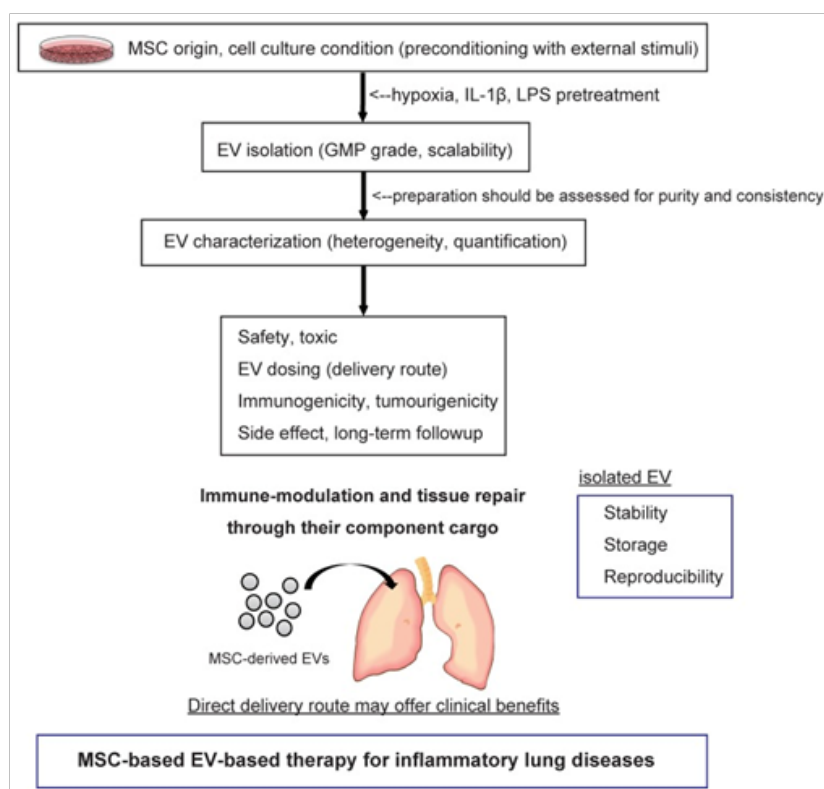 MSC origin, cell culture condition (preconditioning with external stimuli)
<--hypoxia, IL-1β, LPS pretreatment
EV isolation (GMP grade, scalability)
<--preparation should be assessed for purity and consistency
EV characterization (heterogeneity, quantification)
Safety, toxic
EV dosing (delivery route)
Immunogenicity, tumourigenicity
Side effect, long-term followup
isolated EV
Stability
Storage
Reproducibility
Immune-modulation and tissue repair
through their component cargo
MSC-derived EVs
Direct delivery route may offer clinical benefits
MSC-based EV-based therapy for inflammatory lung diseases